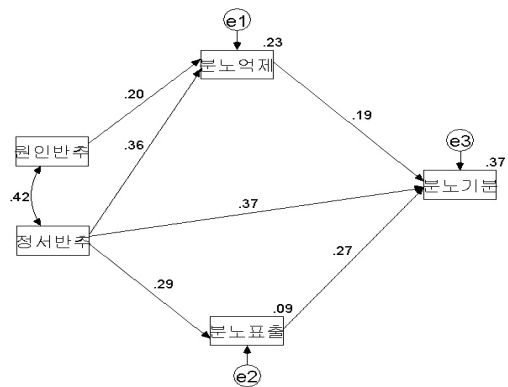 e1
.23
분노억제
.20
.19
e3
.36
.37
원인반추
분노기분
.42
.37
정서반추
.27
.29
.09
분노표출
e2